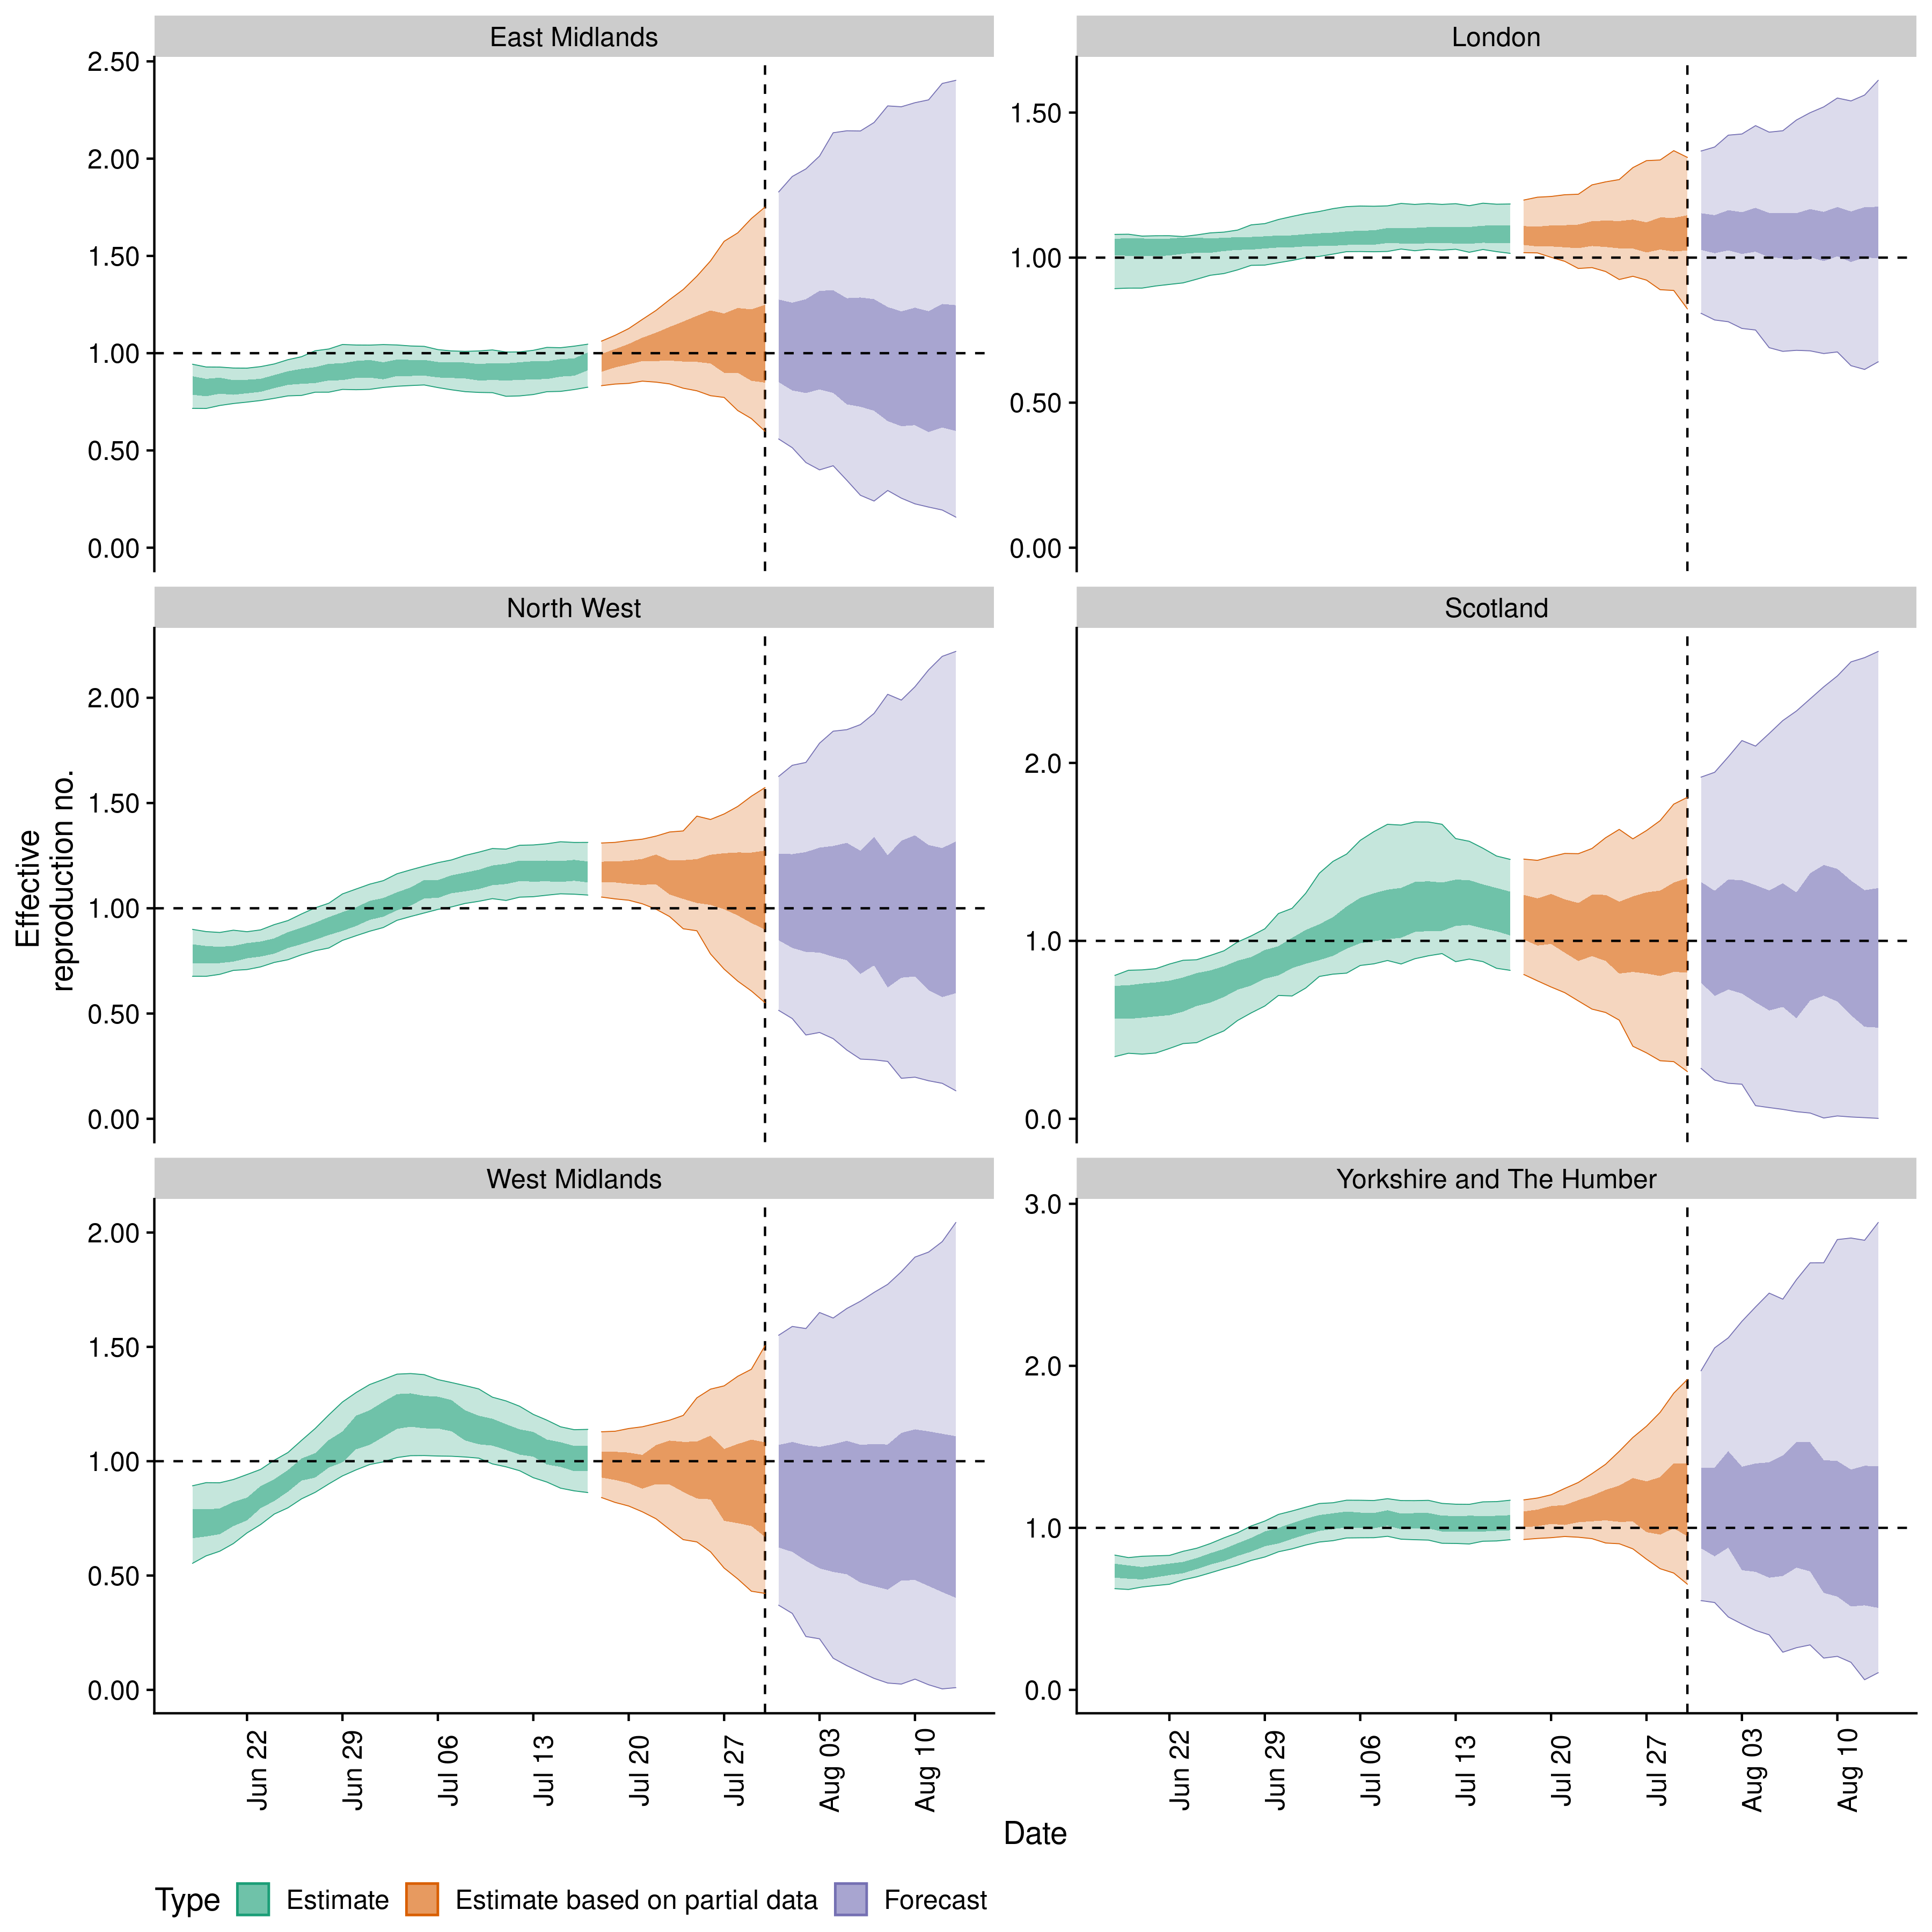 East Midlands
London
2.50
2.00
1.50
1.00
0.50
0.00
1.50
1.00
0.50
0.00
North West
Scotland
2.00
1.50
1.00
0.50
0.00
2.0
1.0
0.0
Effective
reproduction no.
West Midlands
Yorkshire and The Humber
2.00
1.50
1.00
0.50
0.00
3.0
2.0
1.0
0.0
Jun 22
Jun 29
Jul 06
Jul 13
Jul 20
Jul 27
Aug 03
Aug 10
Jun 22
Jun 29
Jul 06
Jul 13
Jul 20
Jul 27
Aug 03
Aug 10
Date
Type Estimate Estimate based on partial data Forecast